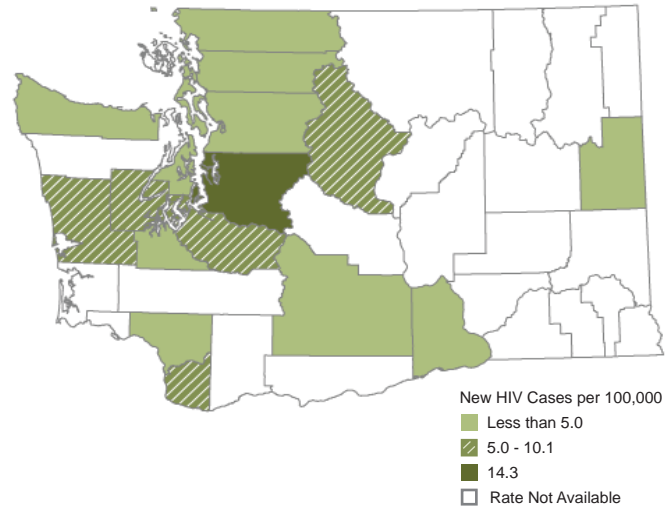 New HIV Cases per 100,000
Less than 5.0
5.0 - 10.1
14.3
Rate Not Available